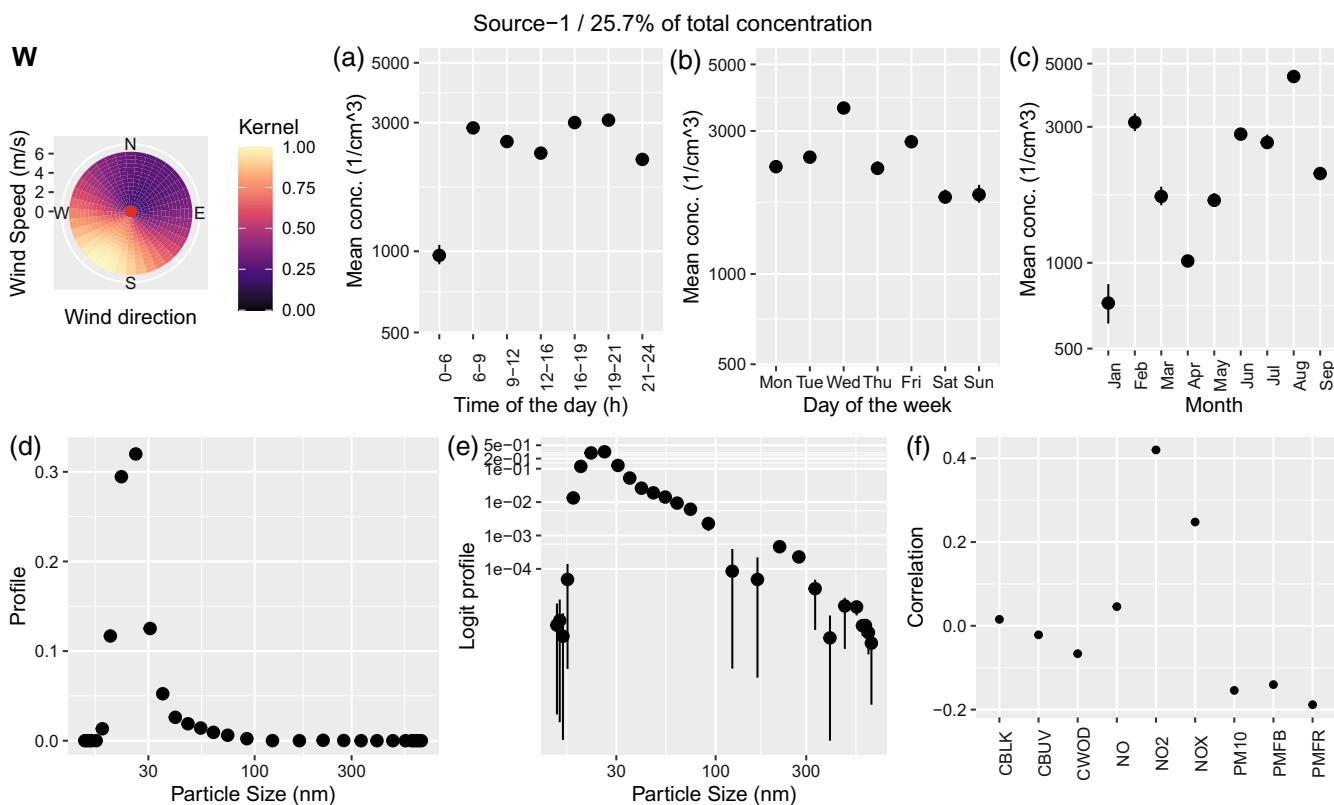 Source−1 / 25.7% of total concentration
W
Wind Speed (m/s)
6
4
2
0
N
W
E
S
Wind direction
Kernel
1.00
0.75
0.50
0.25
0.00
(a)
Mean conc. (1/cm^3)
5000
3000
1000
500
0−6
6−9
9−12
12−16
16−19
19−21
21−24
Time of the day (h)
(b)
Mean conc. (1/cm^3)
5000
3000
1000
500
Mon Tue Wed Thu Fri Sat Sun
Day of the week
(c)
Mean conc. (1/cm^3)
5000
3000
1000
500
Jan
Feb
Mar
Apr
May
Jun
Jul
Aug
Sep
Month
(d)
Profile
0.3
0.2
0.1
0.0
30 100 300
Particle Size (nm)
(e)
Logit profile
5e−01
2e−01
1e−01
1e−02
1e−03
1e−04
30 100 300
Particle Size (nm)
(f)
Correlation
0.4
0.2
0.0
−0.2
CBLK
CBUV
CWOD
NO
NO2
NOX
PM10
PMFB
PMFR